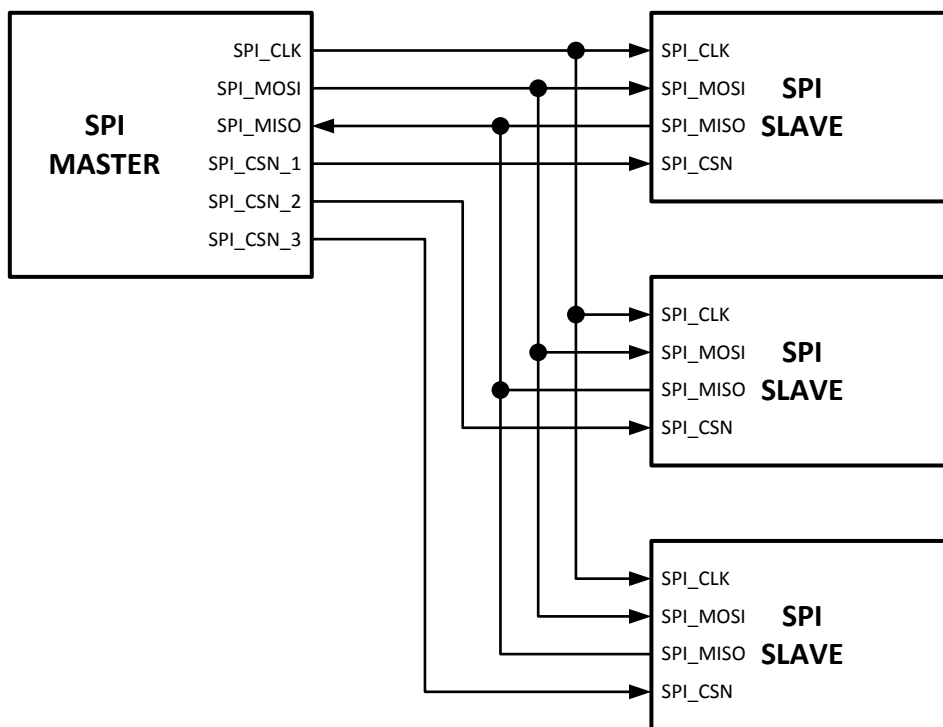 SPI_CLK
SPI_MOSI
SPI_MISO
SPI_CSN_1
SPI_CSN_2
SPI_CSN_3
SPI
MASTER
SPI_CLK
SPI_MOSI
SPI_MISO
SPI_CSN
SPI
SLAVE
SPI_CLK
SPI_MOSI
SPI_MISO
SPI_CSN
SPI
SLAVE
SPI_CLK
SPI_MOSI
SPI_MISO
SPI_CSN
SPI
SLAVE